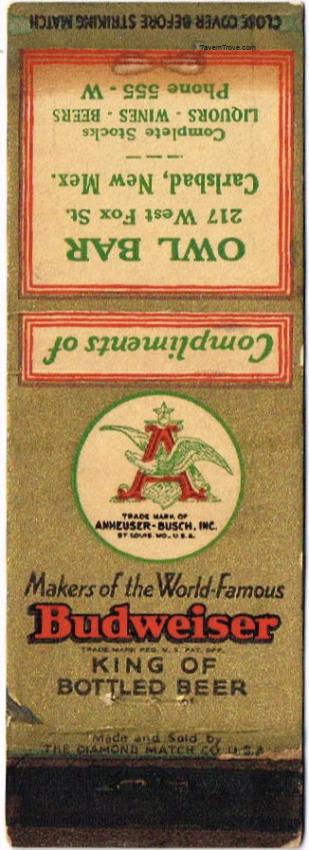 CLOSE COVER BEFORE STRIKING MATCH
© TavernTrove.com
Compliments of
OWL BAR
217 West Fox St.
Carlsbad, New Mex.
Complete Stocks
LIQUORS - WINES - BEERS
Phone 555 - W
A
TRADE MARK OF
ANHEUSER-BUSCH, INC.
ST. LOUIS, MO., U.S.A.
Makers of the World-Famous
Budweiser
TRADE MARK REG. U.S. PAT. OFF.
KING OF
BOTTLED BEER
Made and Sold by
THE DIAMOND MATCH CO. U.S.A.